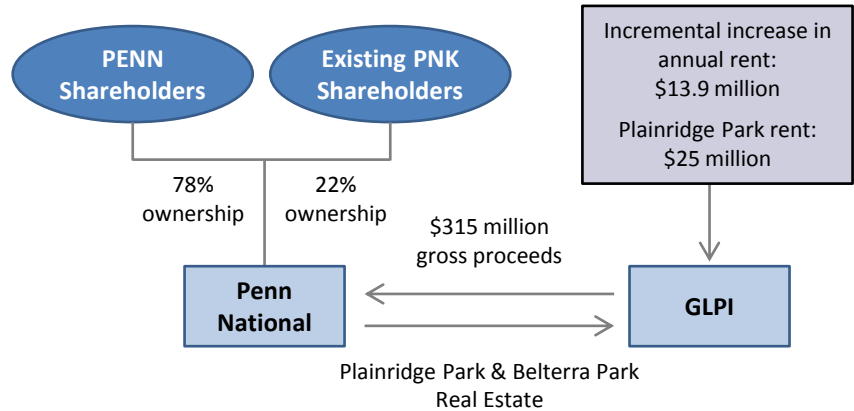 PENN
Shareholders
Existing PNK
Shareholders
Incremental increase in
annual rent:
$13.9 million
Plainridge Park rent:
$25 million
78%
ownership
22%
ownership
$315 million
gross proceeds
Penn
National
GLPI
Plainridge Park & Belterra Park
Real Estate